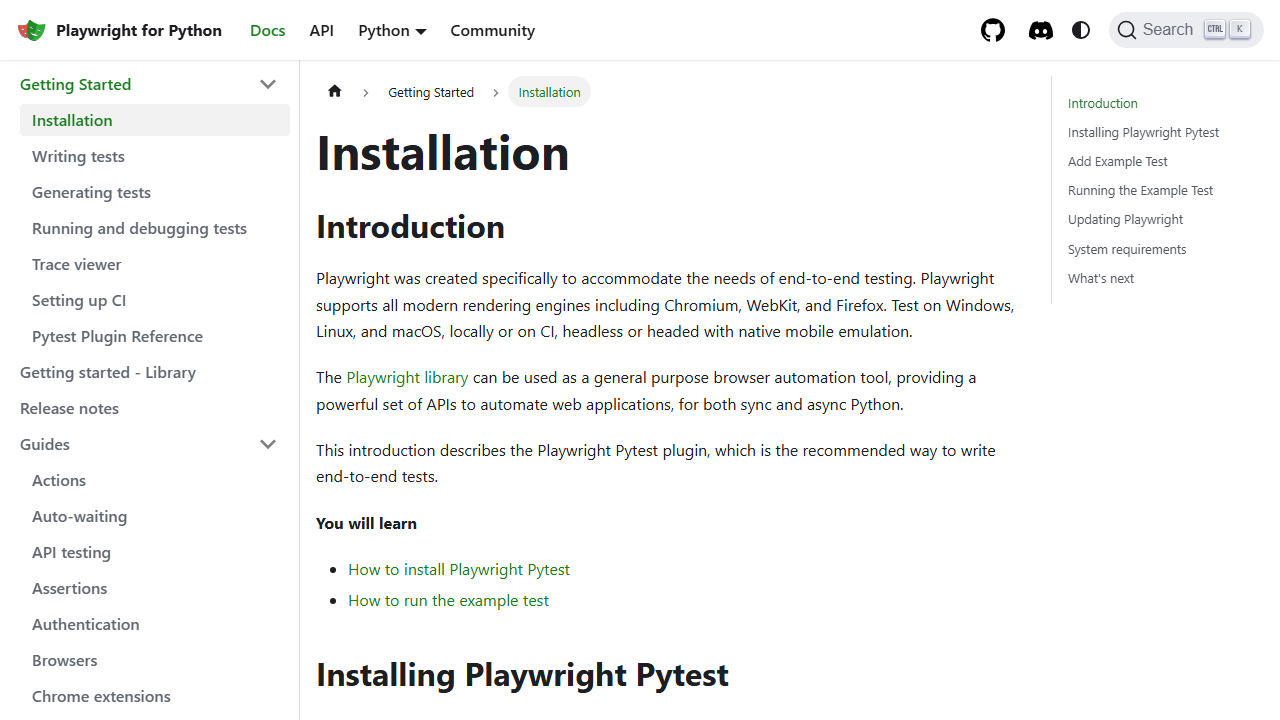 Playwright for Python
Docs
API
Python
Community
Search
CTRL
K
Getting Started
Installation
Writing tests
Generating tests
Running and debugging tests
Trace viewer
Setting up CI
Pytest Plugin Reference
Getting started - Library
Release notes
Guides
Actions
Auto-waiting
API testing
Assertions
Authentication
Browsers
Chrome extensions
Getting Started
Installation
Installation
Introduction
Playwright was created specifically to accommodate the needs of end-to-end testing. Playwright
supports all modern rendering engines including Chromium, WebKit, and Firefox. Test on Windows,
Linux, and macOS, locally or on CI, headless or headed with native mobile emulation.
The Playwright library can be used as a general purpose browser automation tool, providing a
powerful set of APIs to automate web applications, for both sync and async Python.
This introduction describes the Playwright Pytest plugin, which is the recommended way to write
end-to-end tests.
You will learn
How to install Playwright Pytest
How to run the example test
Installing Playwright Pytest
Introduction
Installing Playwright Pytest
Add Example Test
Running the Example Test
Updating Playwright
System requirements
What's next